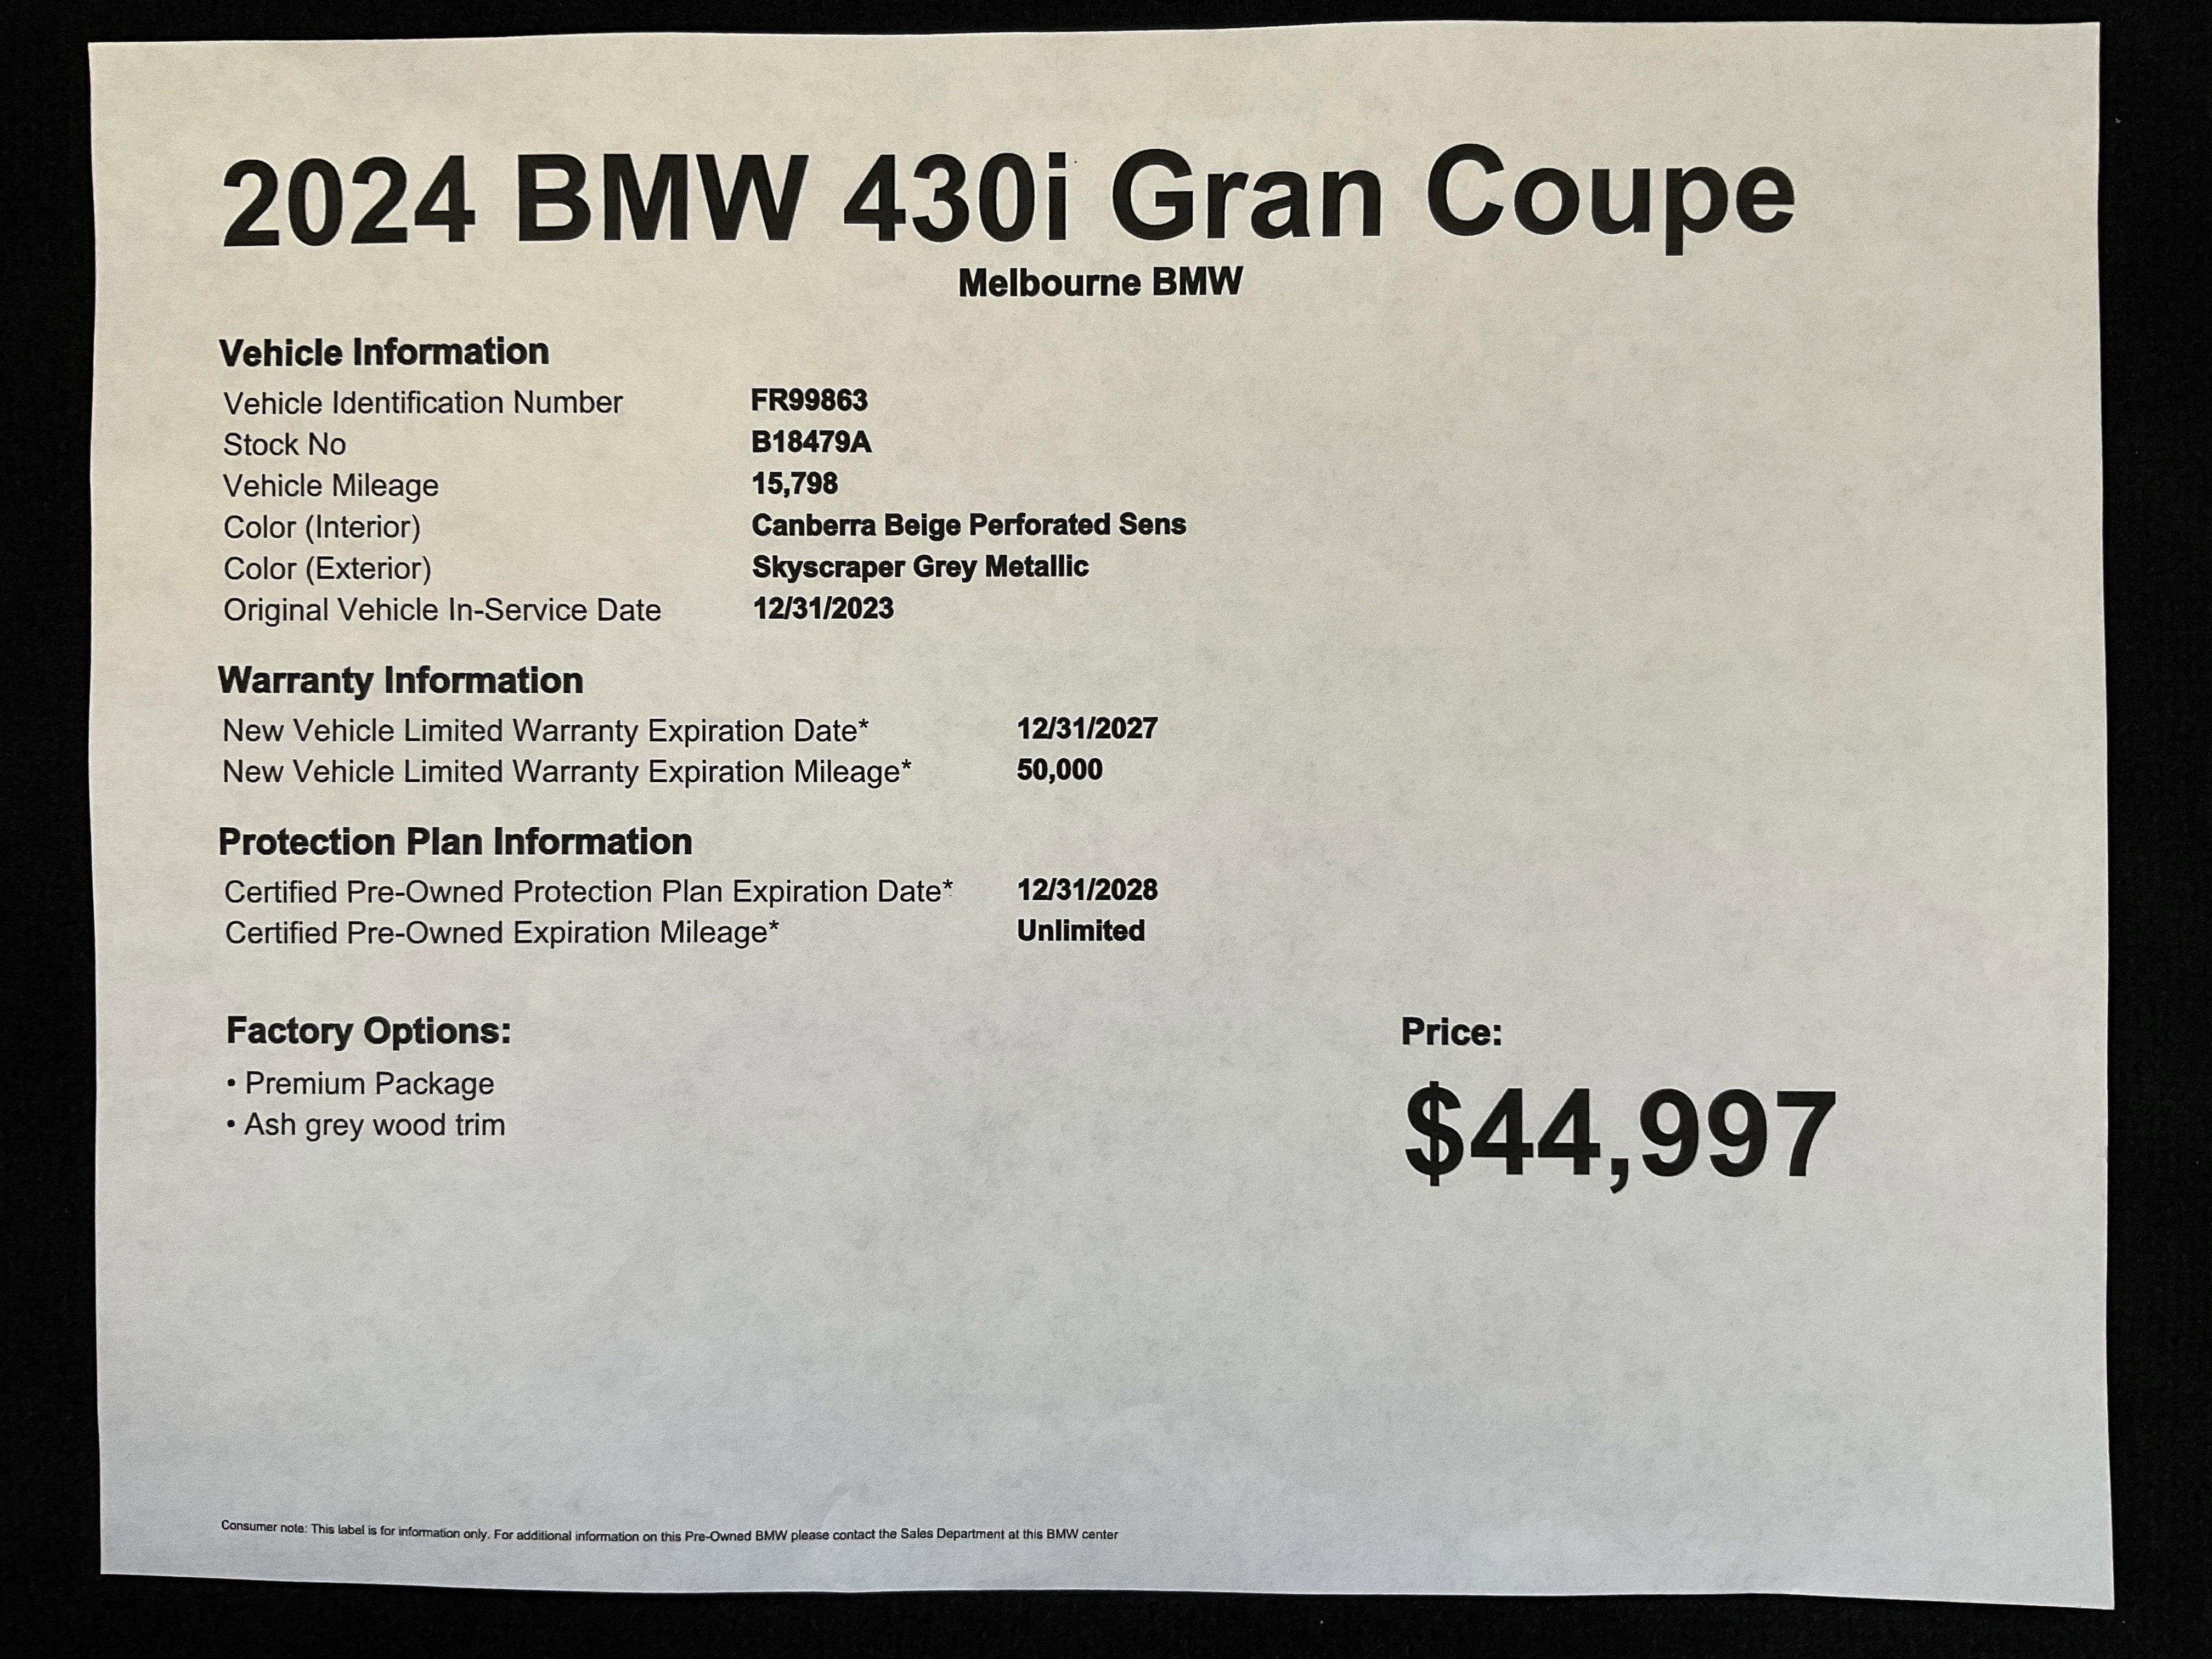 2024 BMW 430i Gran Coupe
Melbourne BMW
Vehicle Information
Vehicle Identification Number FR99863
Stock No B18479A
Vehicle Mileage 15,798
Color (Interior) Canberra Beige Perforated Sens
Color (Exterior) Skyscraper Grey Metallic
Original Vehicle In-Service Date 12/31/2023
Warranty Information
New Vehicle Limited Warranty Expiration Date* 12/31/2027
New Vehicle Limited Warranty Expiration Mileage* 50,000
Protection Plan Information
Certified Pre-Owned Protection Plan Expiration Date* 12/31/2028
Certified Pre-Owned Expiration Mileage* Unlimited
Factory Options:
• Premium Package
• Ash grey wood trim
Price:
$44,997
Consumer note: This label is for information only. For additional information on this Pre-Owned BMW please contact the Sales Department at this BMW center